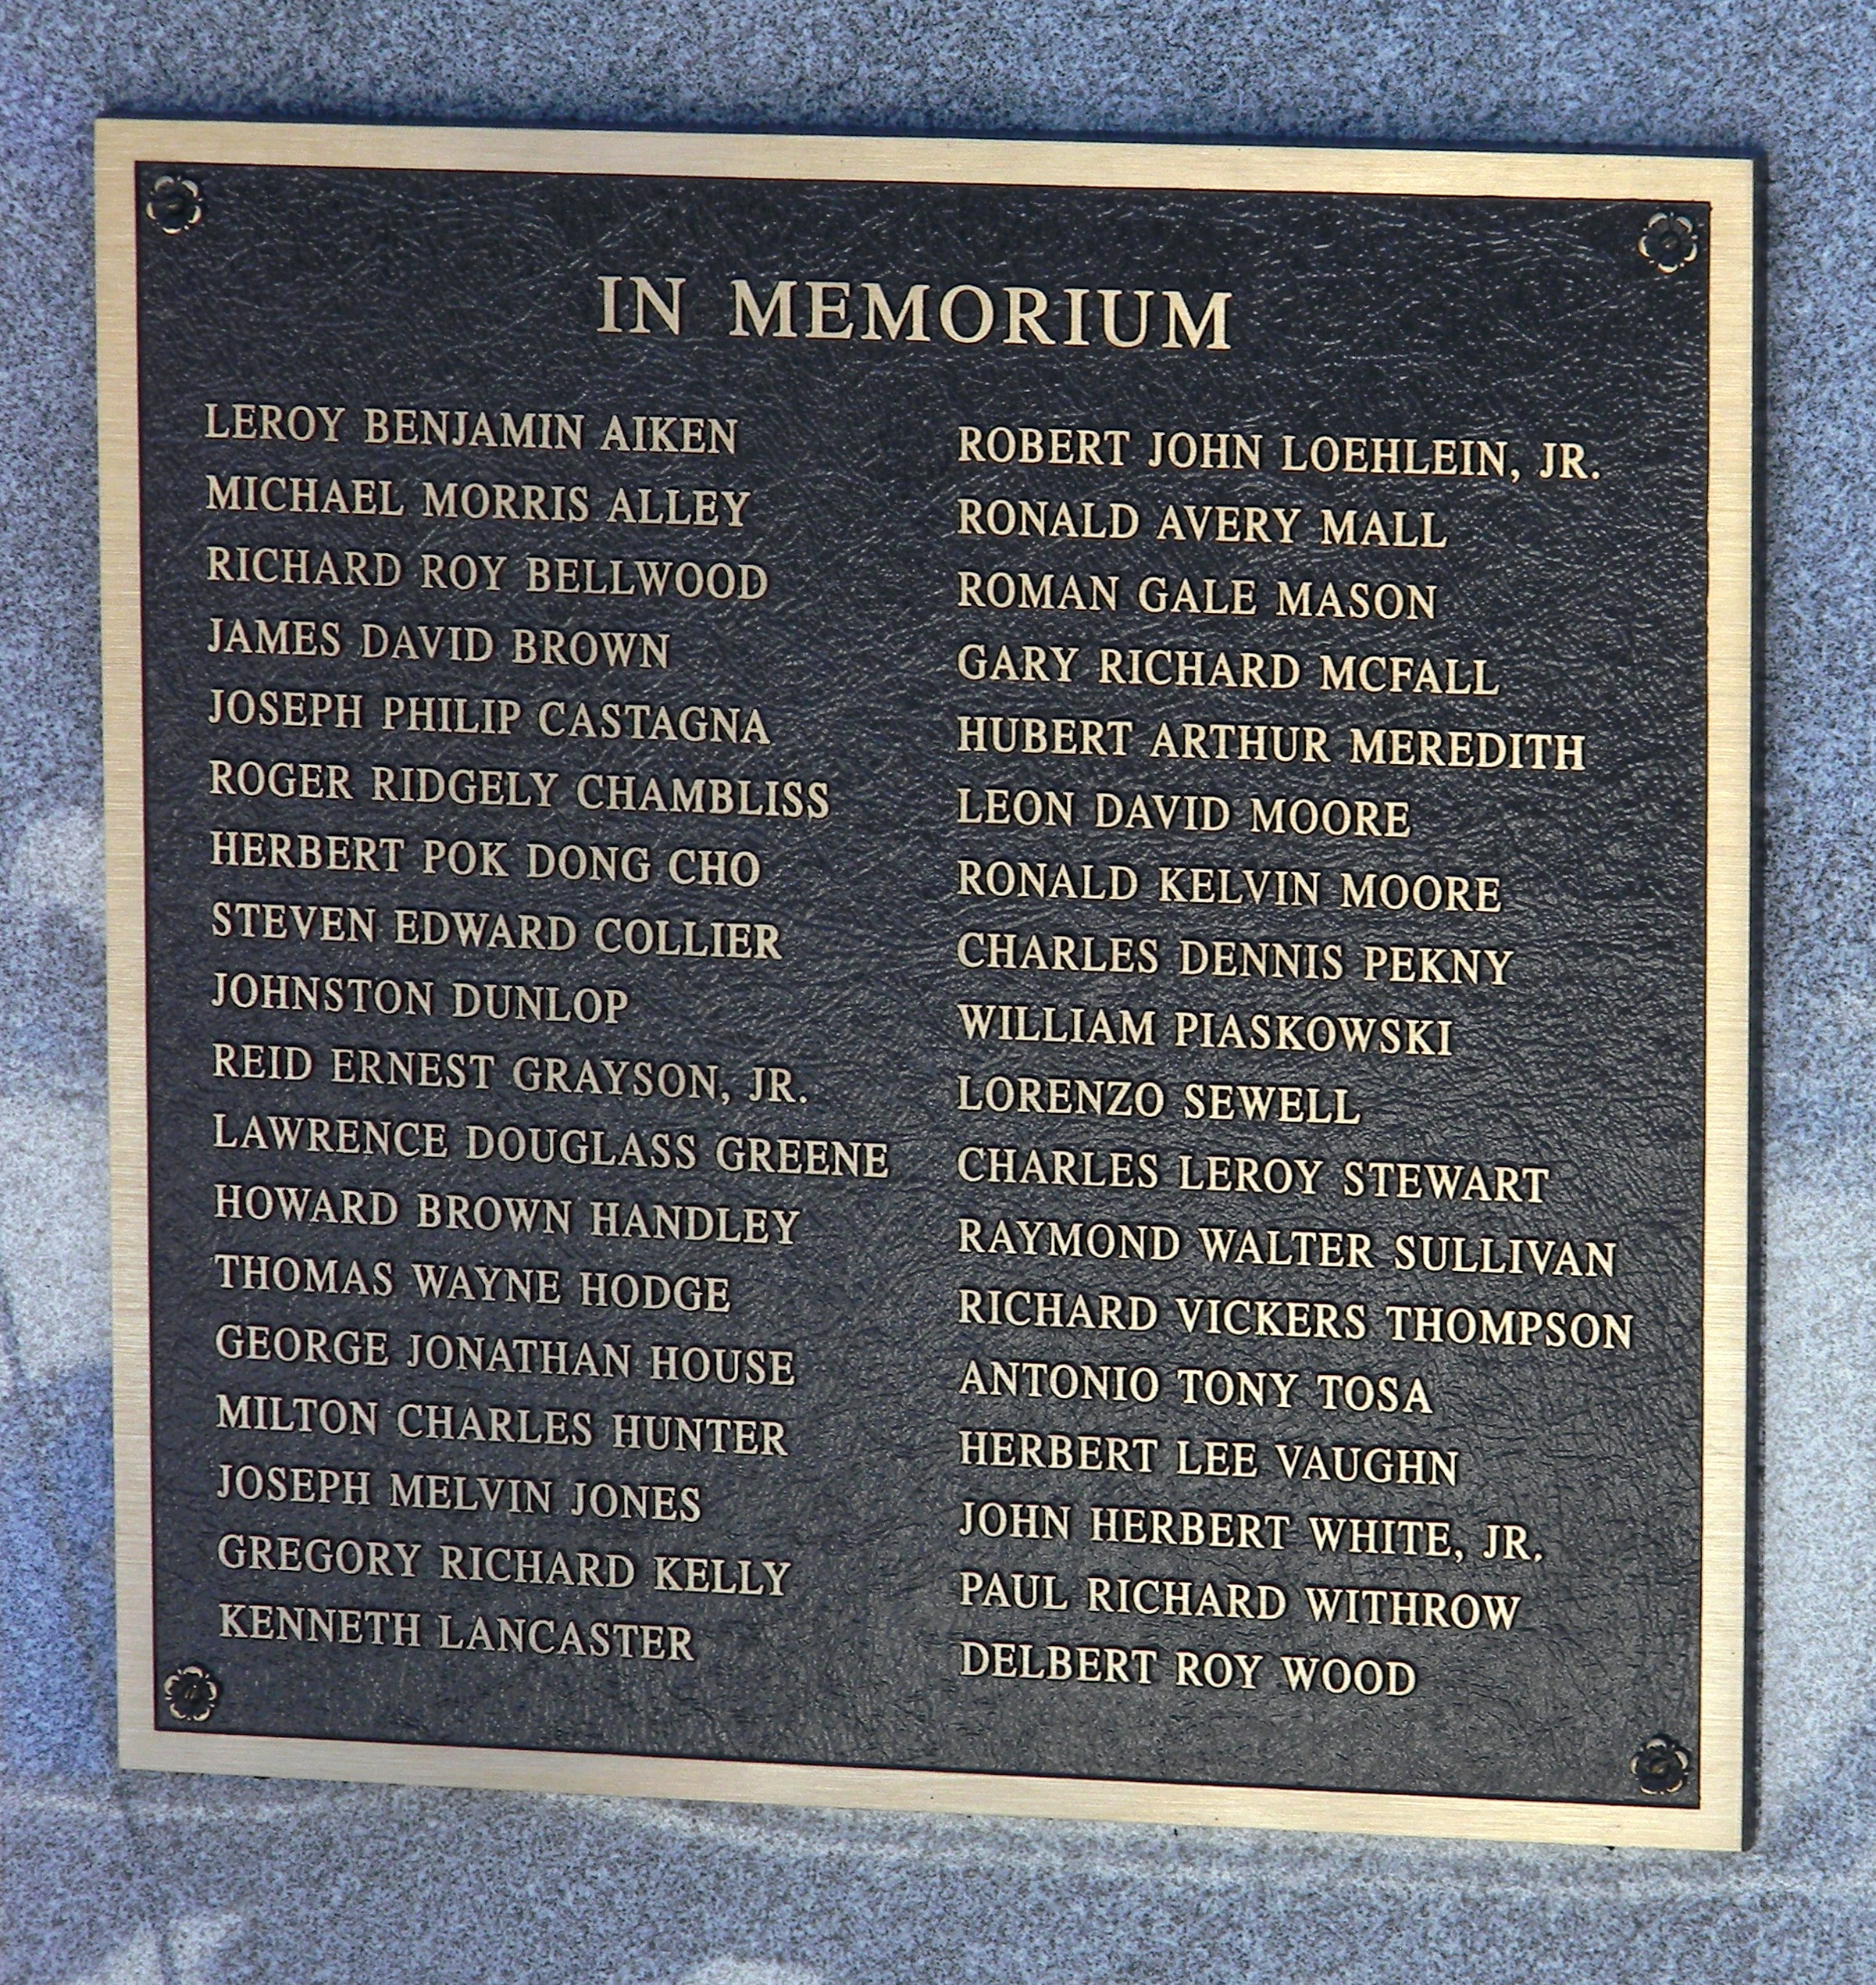 IN MEMORIUM
LEROY BENJAMIN AIKEN
MICHAEL MORRIS ALLEY
RICHARD ROY BELLWOOD
JAMES DAVID BROWN
JOSEPH PHILIP CASTAGNA
ROGER RIDGELY CHAMBLISS
HERBERT POK DONG CHO
STEVEN EDWARD COLLIER
JOHNSTON DUNLOP
REID ERNEST GRAYSON, JR.
LAWRENCE DOUGLASS GREENE
HOWARD BROWN HANDLEY
THOMAS WAYNE HODGE
GEORGE JONATHAN HOUSE
MILTON CHARLES HUNTER
JOSEPH MELVIN JONES
GREGORY RICHARD KELLY
KENNETH LANCASTER
ROBERT JOHN LOEHLEIN, JR.
RONALD AVERY MALL
ROMAN GALE MASON
GARY RICHARD MCFALL
HUBERT ARTHUR MEREDITH
LEON DAVID MOORE
RONALD KELVIN MOORE
CHARLES DENNIS PEKNY
WILLIAM PIASKOWSKI
LORENZO SEWELL
CHARLES LEROY STEWART
RAYMOND WALTER SULLIVAN
RICHARD VICKERS THOMPSON
ANTONIO TONY TOSA
HERBERT LEE VAUGHN
JOHN HERBERT WHITE, JR.
PAUL RICHARD WITHROW
DELBERT ROY WOOD